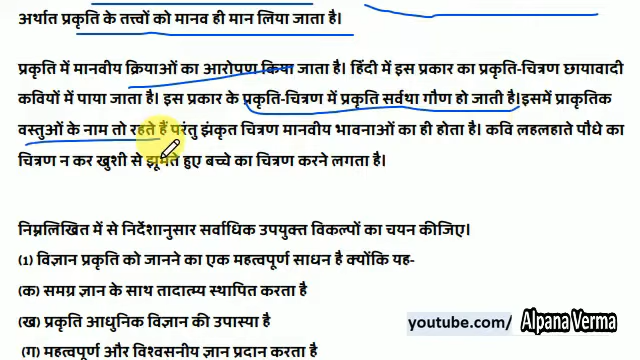 अर्थात प्रकृति के तत्त्वों को मानव ही मान लिया जाता है।
प्रकृति में मानवीय क्रियाओं का आरोपण किया जाता है। हिंदी में इस प्रकार का प्रकृति-चित्रण छायावादी
कवियों में पाया जाता है। इस प्रकार के प्रकृति-चित्रण में प्रकृति सर्वथा गौण हो जाती है।इसमें प्राकृतिक
वस्तुओं के नाम तो रहते हैं परंतु झंकृत चित्रण मानवीय भावनाओं का ही होता है। कवि लहलहाते पौधे का
चित्रण न कर खुशी से झूमते हुए बच्चे का चित्रण करने लगता है।
निम्नलिखित में से निर्देशानुसार सर्वाधिक उपयुक्त विकल्पों का चयन कीजिए।
(1) विज्ञान प्रकृति को जानने का एक महत्वपूर्ण साधन है क्योंकि यह-
(क) समग्र ज्ञान के साथ तादात्म्य स्थापित करता है
(ख) प्रकृति आधुनिक विज्ञान की उपास्या है
youtube.com/ Alpana Verma
(ग) महत्वपूर्ण और विश्वसनीय ज्ञान प्रदान करता है